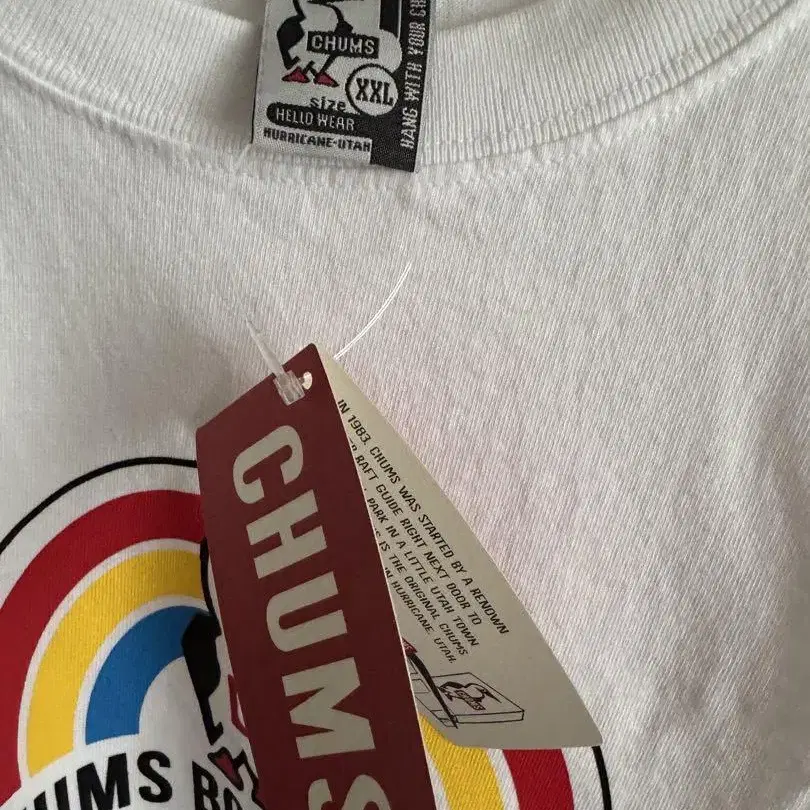 CHUMS
size XXL
HELLO WEAR
HURRICANE-UTAH
HANG WITH YOUR
CHUMS
IN 1983, CHUMS WAS STARTED BY A RENOWN
RAFT GUIDE RIGHT NEXT DOOR TO
PARK IN A LITTLE UTAH TOWN
IS THE ORIGINAL CHUMS
HURRICANE, UTAH
CHUMS